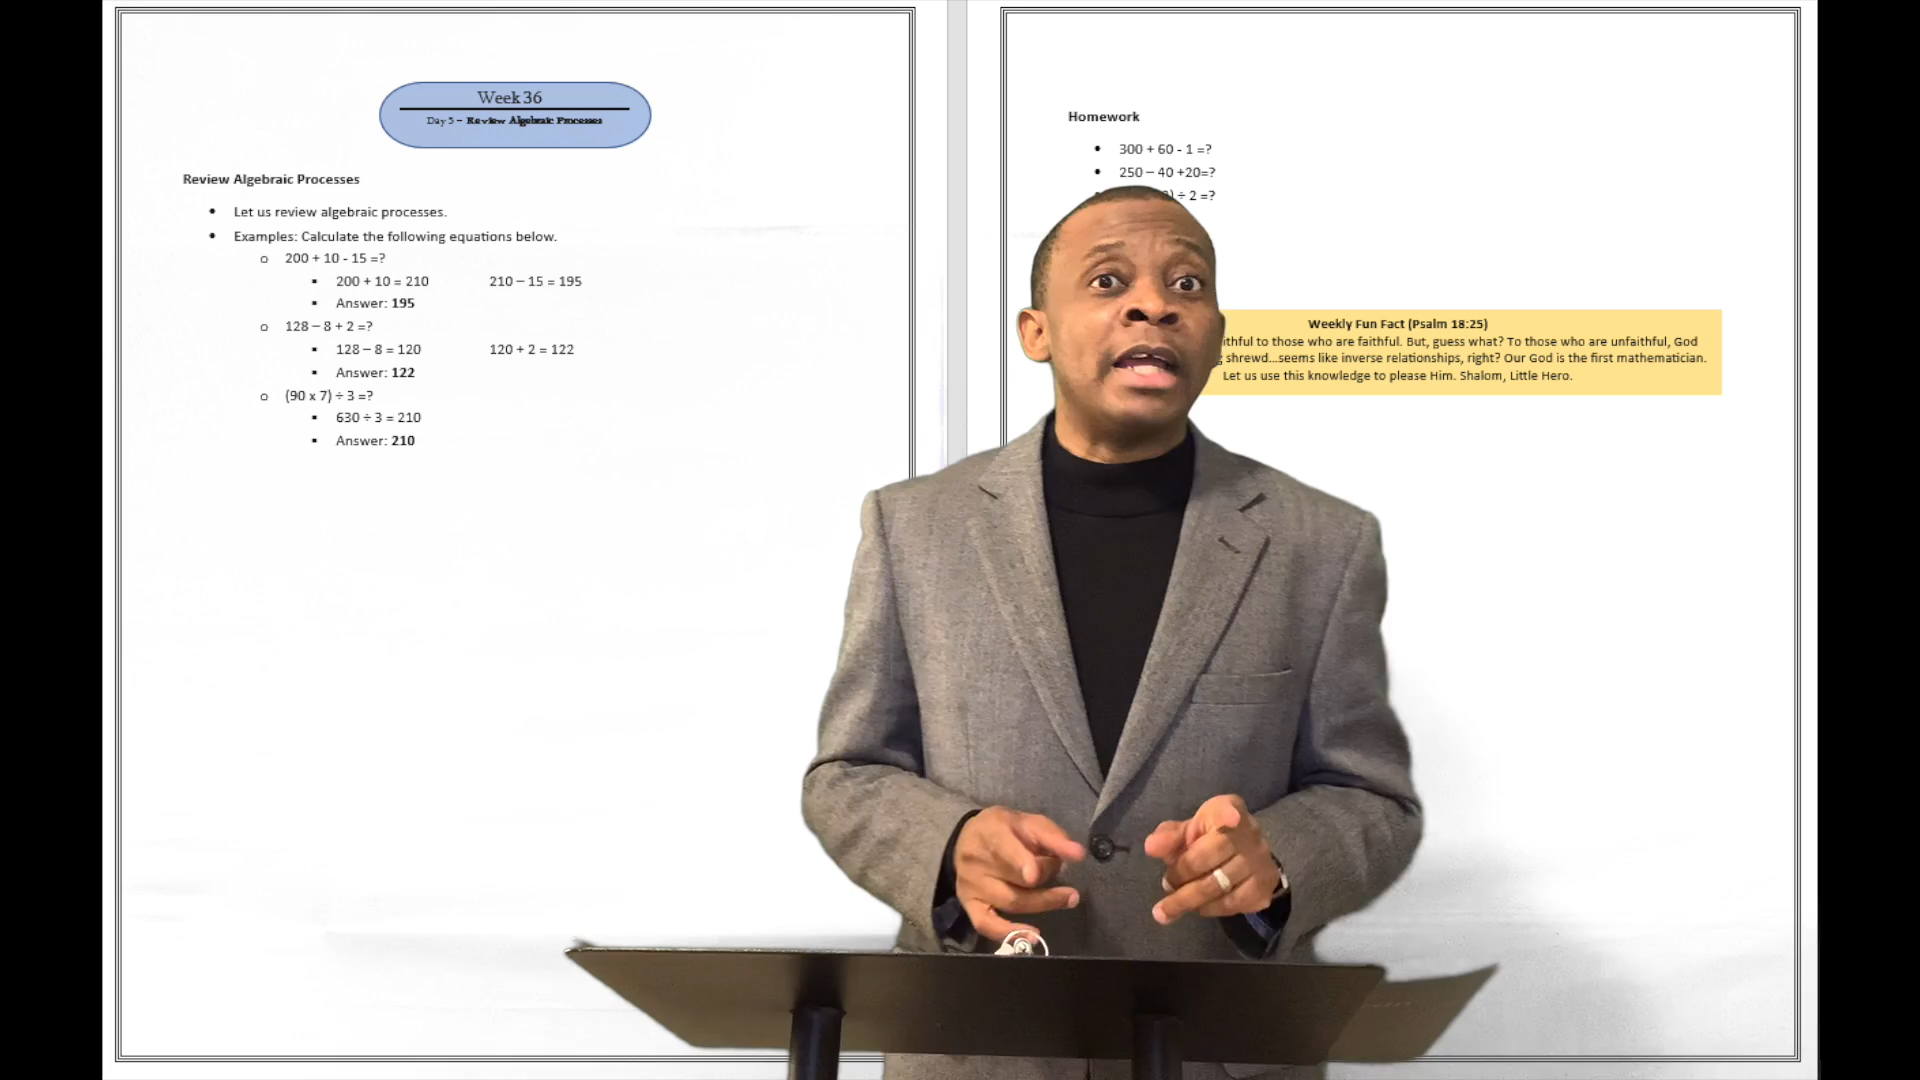 Week 36
Day 5 – Review Algebraic Processes
Review Algebraic Processes
• Let us review algebraic processes.
• Examples: Calculate the following equations below.
o 200 + 10 - 15 =?
▪ 200 + 10 = 210 210 – 15 = 195
▪ Answer: 195
o 128 – 8 + 2 =?
▪ 128 – 8 = 120 120 + 2 = 122
▪ Answer: 122
o (90 x 7) ÷ 3 =?
▪ 630 ÷ 3 = 210
▪ Answer: 210
Homework
• 300 + 60 - 1 =?
• 250 – 40 +20=?
÷ 2 =?
Weekly Fun Fact (Psalm 18:25)
to those who are faithful. But, guess what? To those who are unfaithful, God
shrewd...seems like inverse relationships, right? Our God is the first mathematician.
Let us use this knowledge to please Him. Shalom, Little Hero.